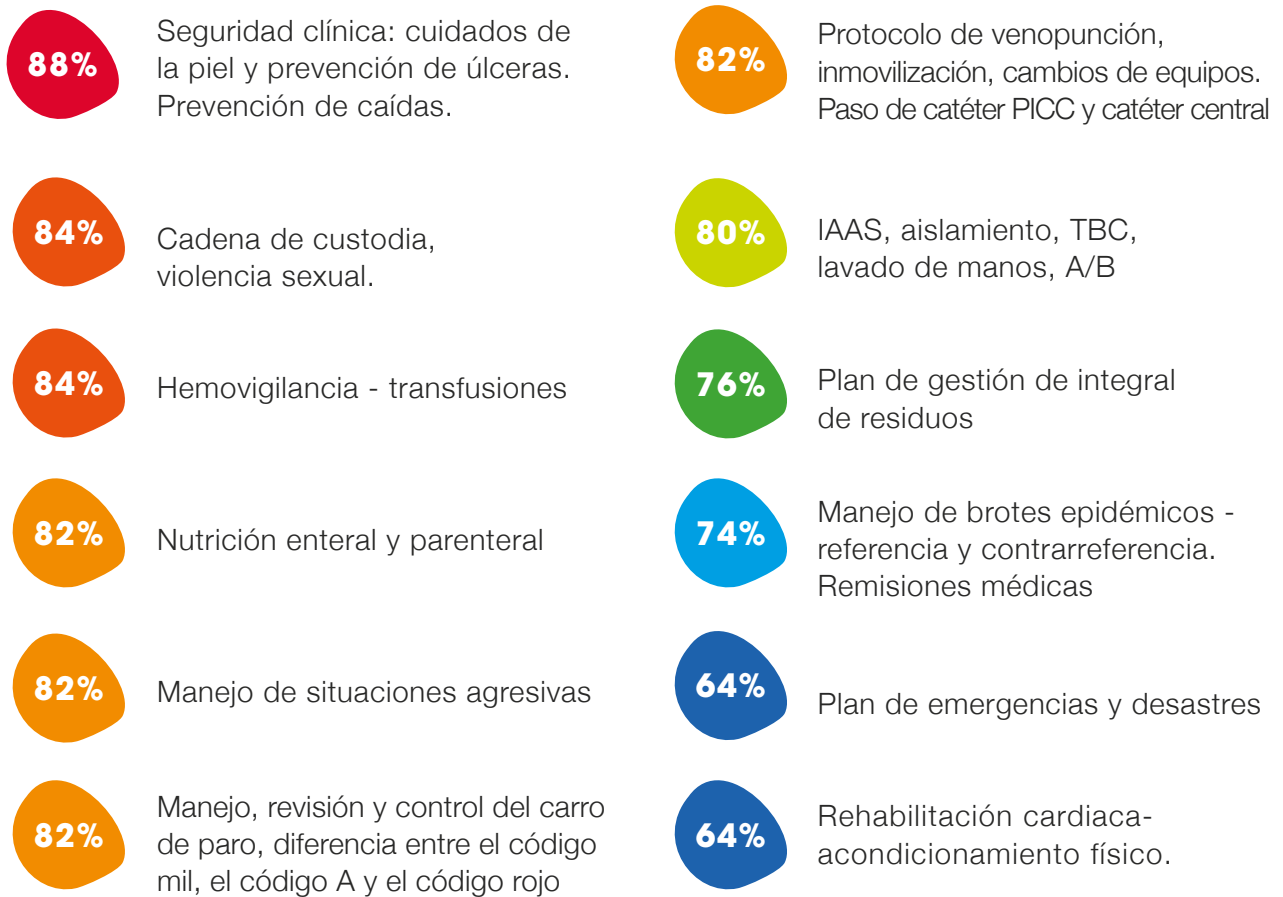 88%
Seguridad clínica: cuidados de
la piel y prevención de úlceras.
Prevención de caídas.
84%
Cadena de custodia,
violencia sexual.
84%
Hemovigilancia - transfusiones
82%
Nutrición enteral y parenteral
82%
Manejo de situaciones agresivas
82%
Manejo, revisión y control del carro
de paro, diferencia entre el código
mil, el código A y el código rojo
82%
Protocolo de venopunción,
inmovilización, cambios de equipos.
Paso de catéter PICC y catéter central
80%
IAAS, aislamiento, TBC,
lavado de manos, A/B
76%
Plan de gestión de integral
de residuos
74%
Manejo de brotes epidémicos -
referencia y contrarreferencia.
Remisiones médicas
64%
Plan de emergencias y desastres
64%
Rehabilitación cardiaca-
acondicionamiento físico.